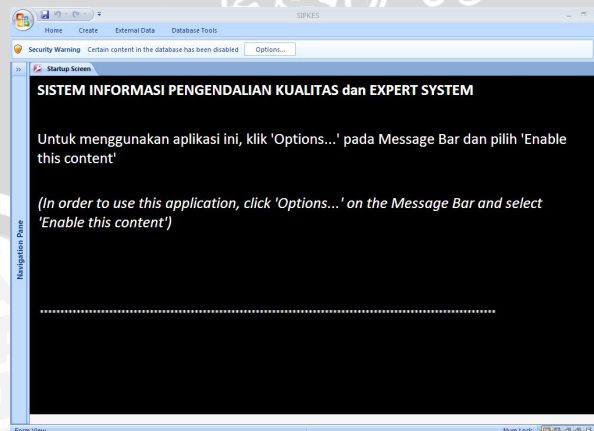 SIPKES
Home Create External Data Database Tools
Security Warning Certain content in the database has been disabled Options...
Startup Screen
SISTEM INFORMASI PENGENDALIAN KUALITAS dan EXPERT SYSTEM
Untuk menggunakan aplikasi ini, klik 'Options...' pada Message Bar dan pilih 'Enable
this content'
(In order to use this application, click 'Options...' on the Message Bar and select
'Enable this content')
Navigation Pane
Form View Num Lock